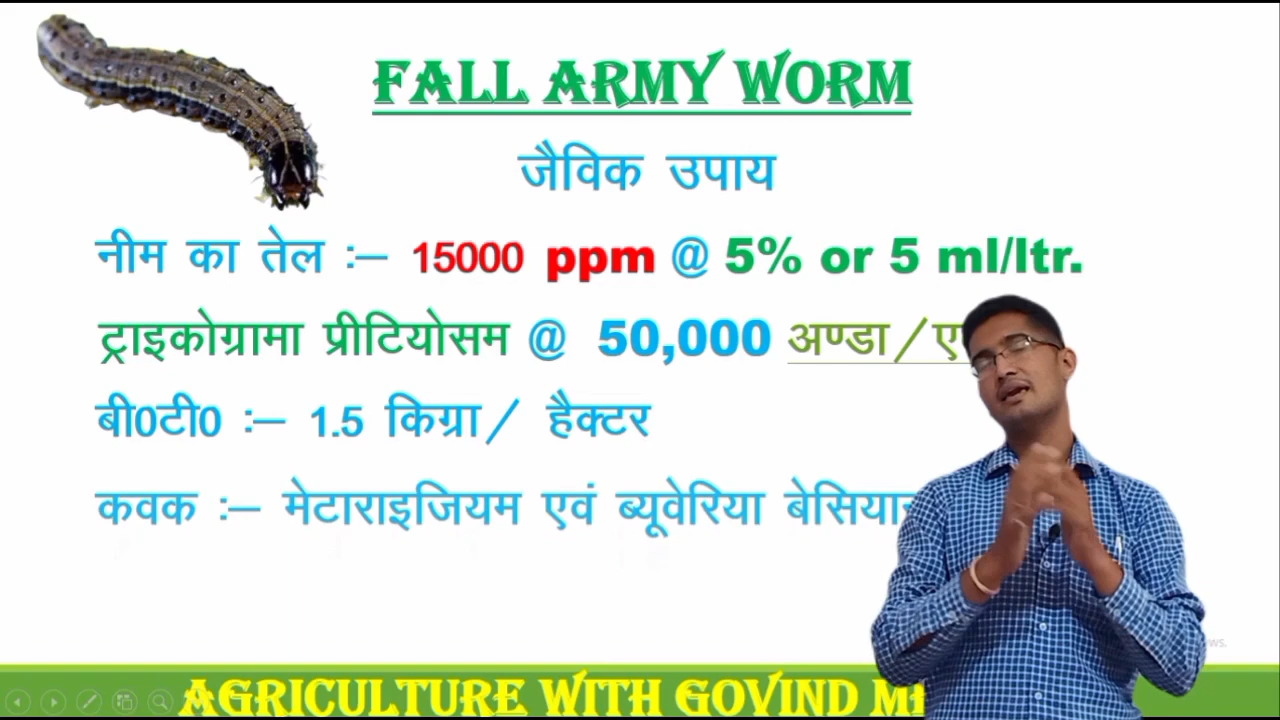 FALL ARMY WORM
जैविक उपाय
नीम का तेल :– 15000 ppm @ 5% or 5 ml/ltr.
ट्राइकोग्रामा प्रीटियोसम @ 50,000 अण्डा/
बी0टी0 :– 1.5 किग्रा/ हैक्टर
कवक :– मेटाराइजियम एवं ब्यूवेरिया
AGRICULTURE WITH GOVIND